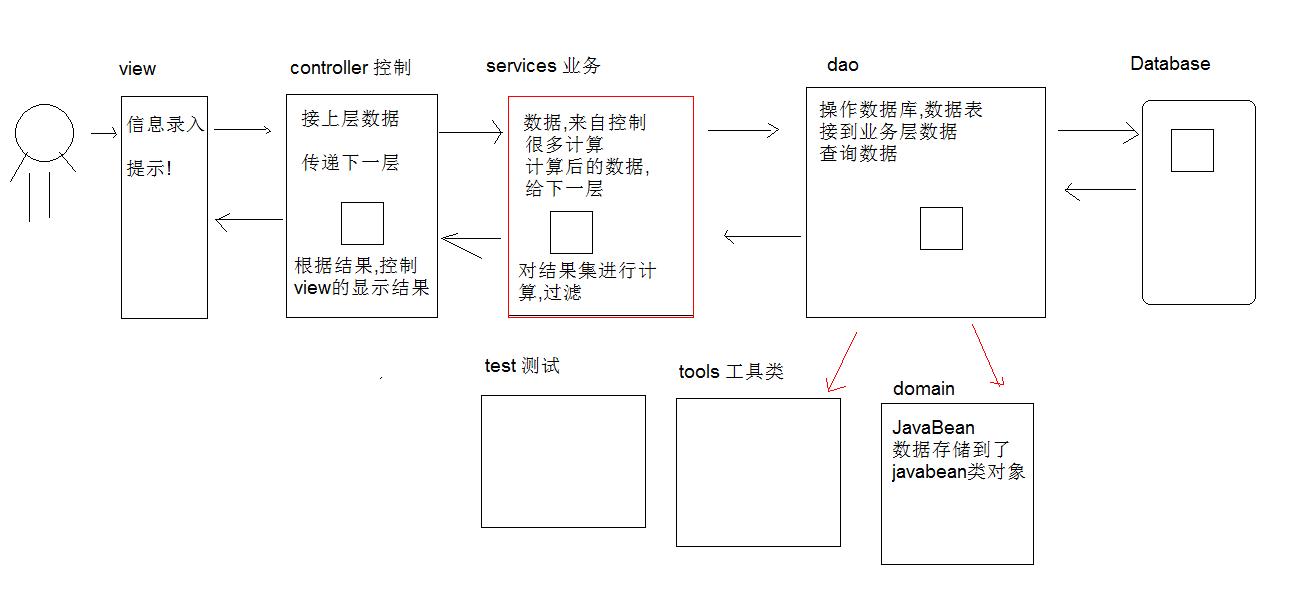 view
controller 控制
services 业务
dao
Database
信息录入
提示!
接上层数据
传递下一层
根据结果,控制
view的显示结果
数据,来自控制
很多计算
计算后的数据,
给下一层
对结果集进行计
算,过滤
操作数据库,数据表
接到业务层数据
查询数据
test 测试
tools 工具类
domain
JavaBean
数据存储到了
javabean类对象